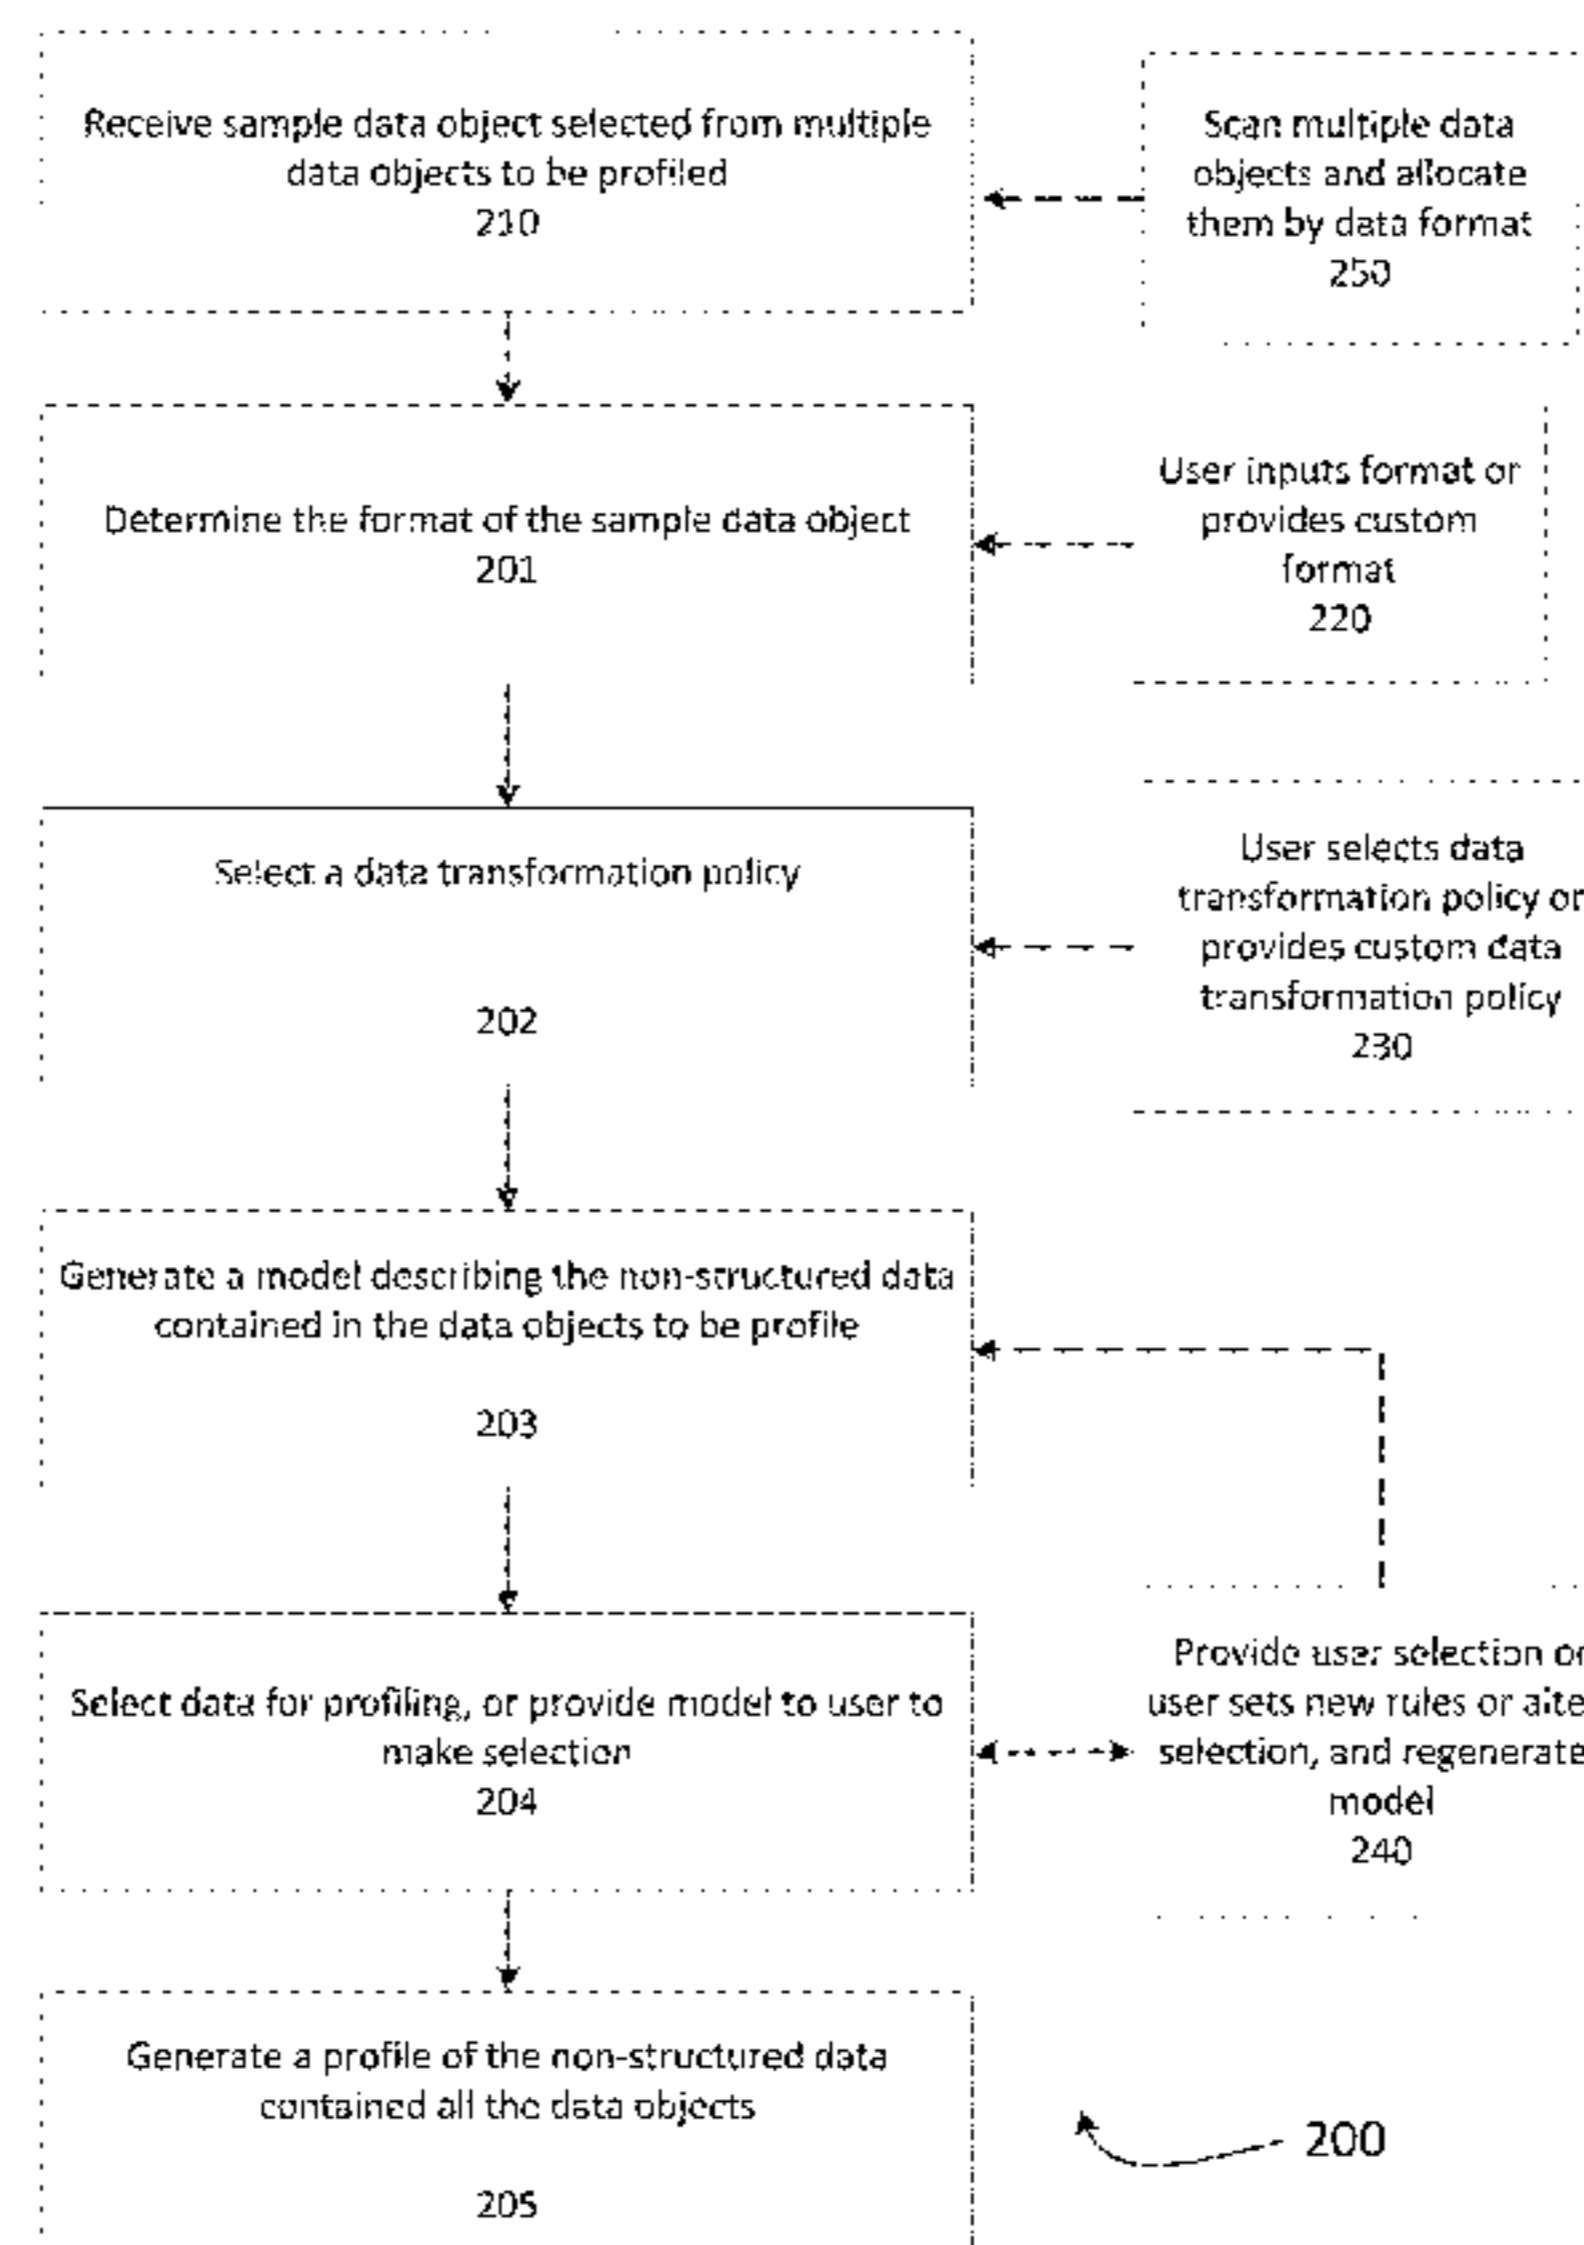 Receive sample data object selected from multiple
data objects to be profiled
210
Scan multiple data
objects and allocate
them by data format
250
Determine the format of the sample data object
201
User inputs format or
provides custom
format
220
Select a data transformation policy
202
User selects data
transformation policy or
provides custom data
transformation policy
230
Generate a model describing the non-structured data
contained in the data objects to be profile
203
Select data for profiling, or provide model to user to
make selection
204
Provide user selection or
user sets new rules or
selection, and regenerate
model
240
Generate a profile of the non-structured data
contained all the data objects
205
200